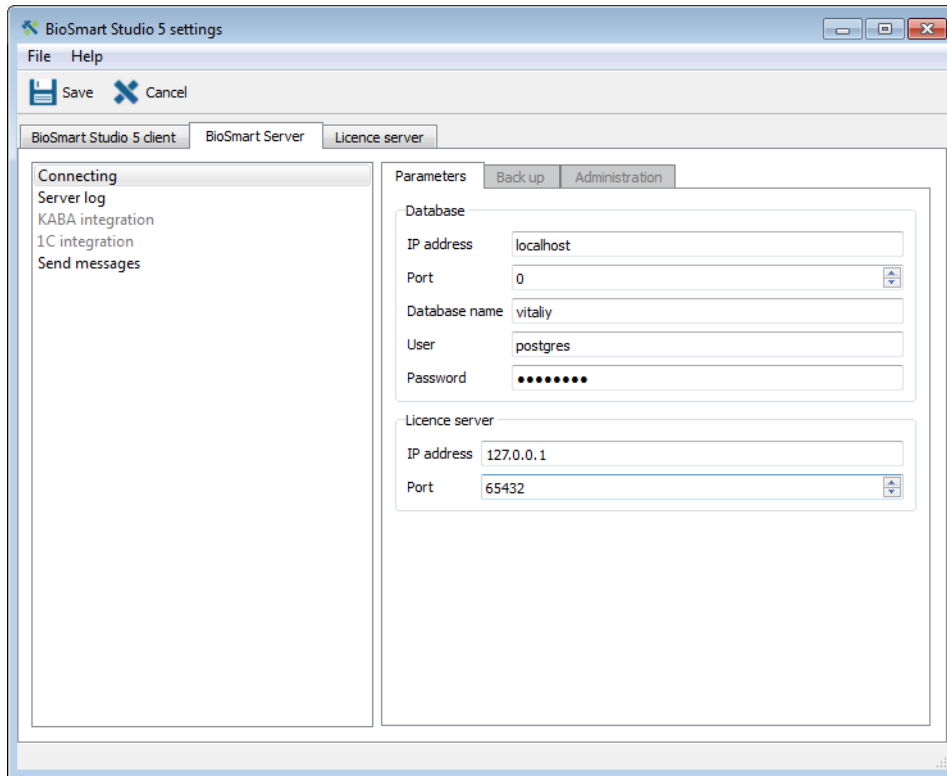 BioSmart Studio 5 settings
File Help
Save Cancel
BioSmart Studio 5 client BioSmart Server Licence server
Connecting
Server log
KABA integration
1C integration
Send messages
Parameters Back up Administration
Database
IP address localhost
Port 0
Database name vitaliy
User postgres
Password ●●●●●●●●
Licence server
IP address 127.0.0.1
Port 65432